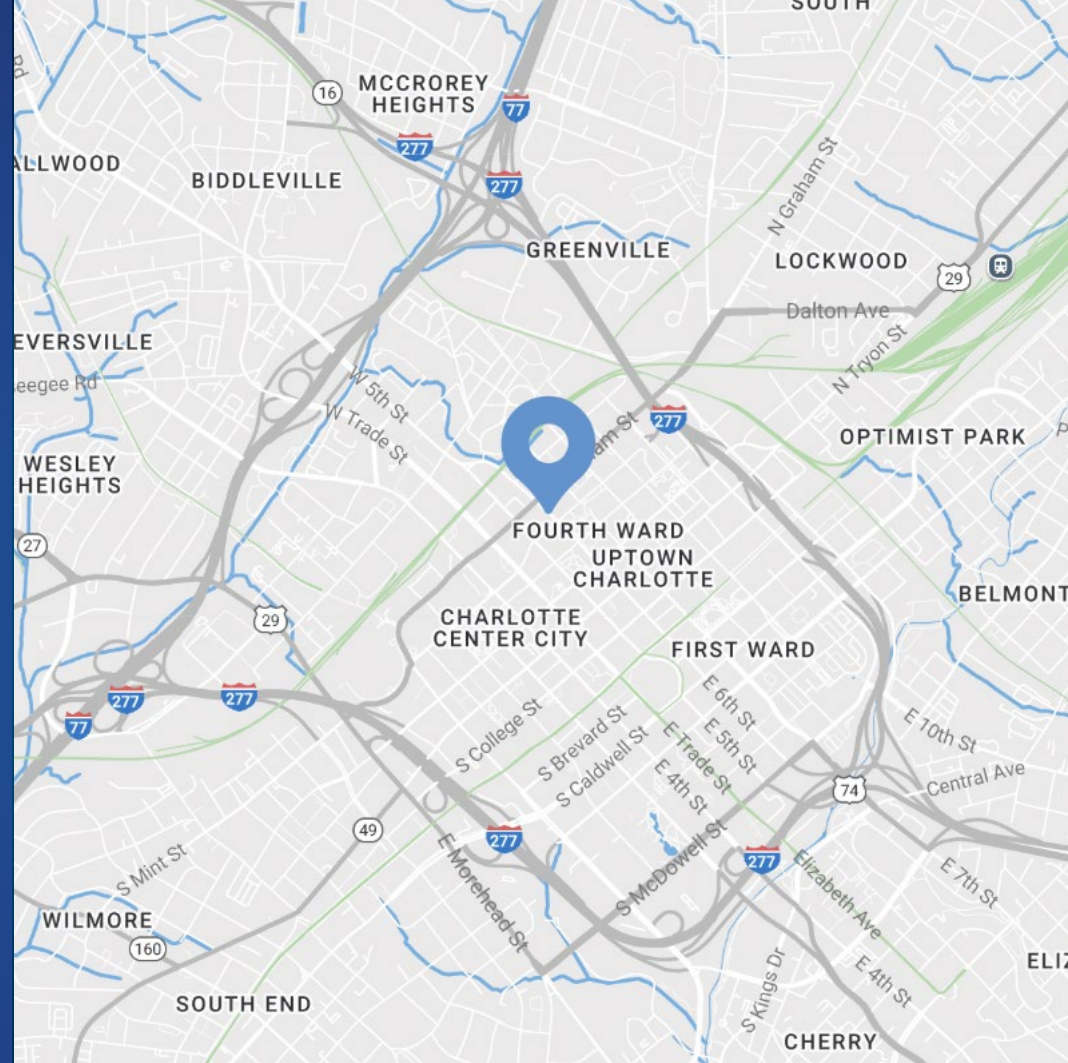 SOUTH
16
MCCROREY
HEIGHTS
77
277
277
BIDDLEVILLE
N Graham St
GREENVILLE
LOCKWOOD
29
Dalton Ave
N Tryon St
W 5th St
W Trade St
277
OPTIMIST PARK
WESLEY
HEIGHTS
27
FOURTH WARD
UPTOWN
CHARLOTTE
BELMONT
29
CHARLOTTE
CENTER CITY
FIRST WARD
277
277
77
E 6th St
E 5th St
E Trade St
E 4th St
S College St
S Brevard St
S Caldwell St
E 10th St
Central Ave
74
49
277
277
E Morehead St
S McDowell St
Elizabeth Ave
E 7th St
S Mint St
WILMORE
160
E 4th St
S Kings Dr
SOUTH END
CHERRY